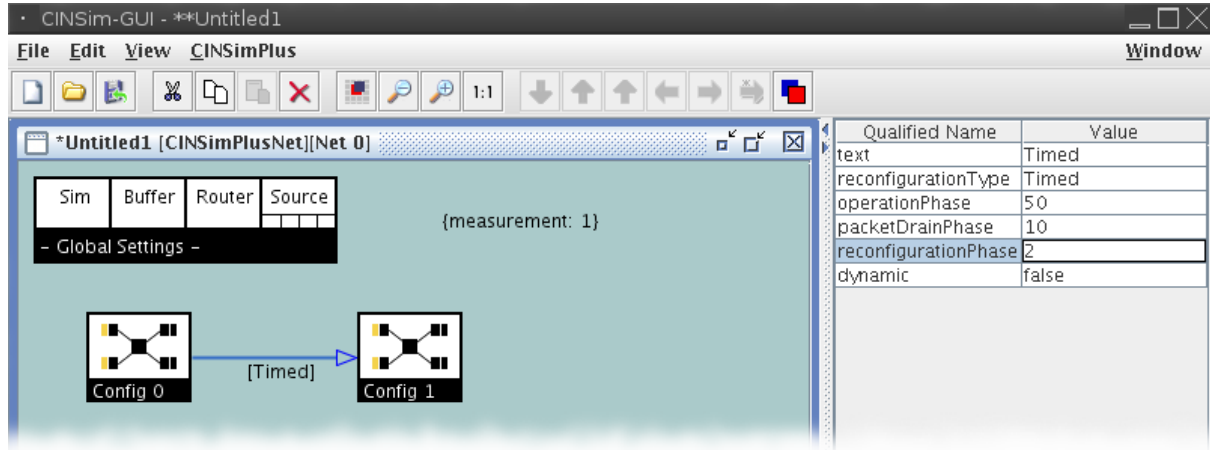 CINSim-GUI - **Untitled1
File Edit View CINSimPlus Window
1:1
*Untitled1 [CINSimPlusNet][Net 0]
Sim Buffer Router Source
- Global Settings -
{measurement: 1}
Config 0
[Timed]
Config 1
Qualified Name Value
text Timed
reconfigurationType Timed
operationPhase 50
packetDrainPhase 10
reconfigurationPhase 2
dynamic false